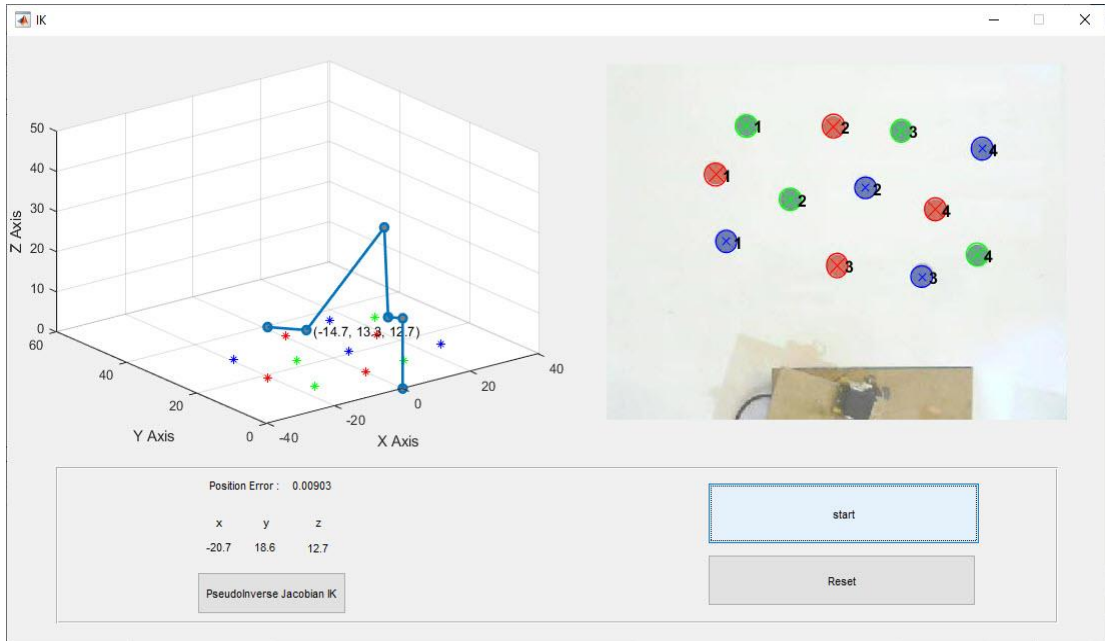 IK
50
40
30
20
10
0
Z Axis
60
40
20
0
Y Axis
-40
-20
0
20
40
X Axis
(-14.7, 13.3, 12.7)
1
2
3
4
1
2
2
4
1
3
3
4
Position Error : 0.00903
x y z
-20.7 18.6 12.7
PseudoInverse Jacobian IK
start
Reset